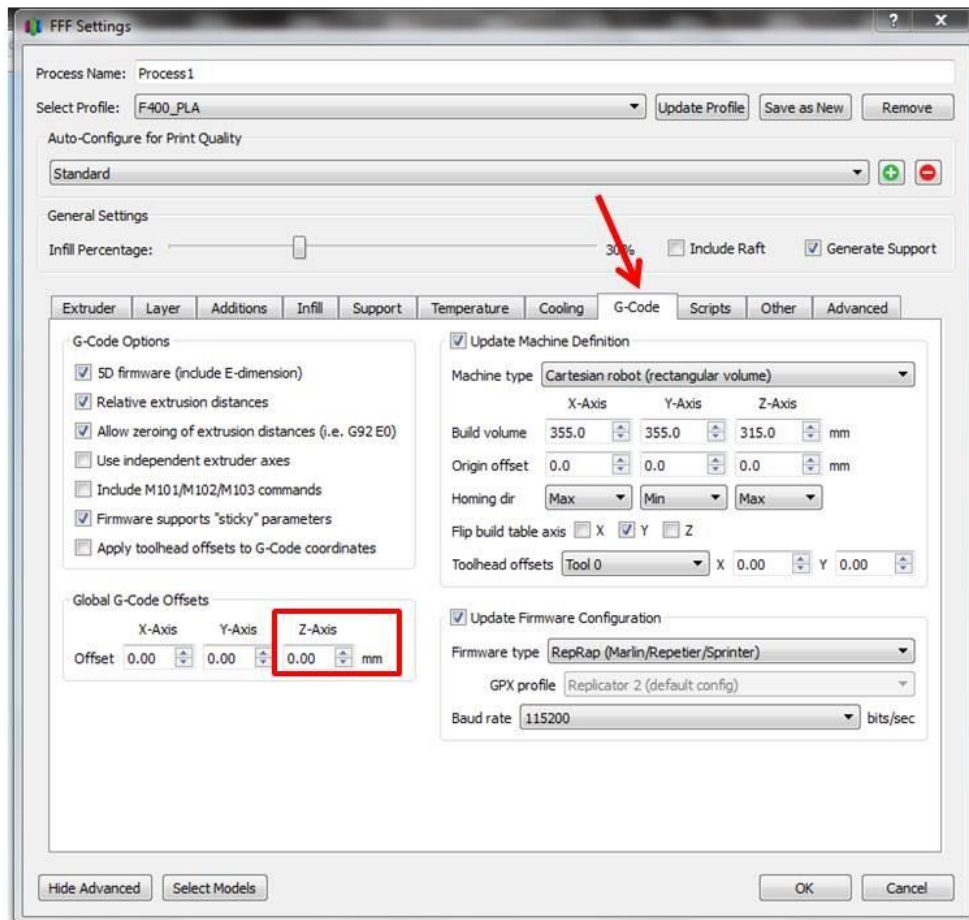 FFF Settings
Process Name: Process1
Select Profile: F400_PLA Update Profile Save as New Remove
Auto-Configure for Print Quality
Standard
General Settings
Infill Percentage: 30% Include Raft Generate Support
Extruder Layer Additions Infill Support Temperature Cooling G-Code Scripts Other Advanced
G-Code Options
5D firmware (include E-dimension)
Relative extrusion distances
Allow zeroing of extrusion distances (i.e. G92 E0)
Use independent extruder axes
Include M101/M102/M103 commands
Firmware supports "sticky" parameters
Apply toolhead offsets to G-Code coordinates
Global G-Code Offsets
X-Axis Y-Axis Z-Axis
Offset 0.00 0.00 0.00 mm
Update Machine Definition
Machine type Cartesian robot (rectangular volume)
X-Axis Y-Axis Z-Axis
Build volume 355.0 355.0 315.0 mm
Origin offset 0.0 0.0 0.0 mm
Homing dir Max Min Max
Flip build table axis X Y Z
Toolhead offsets Tool 0 X 0.00 Y 0.00
Update Firmware Configuration
Firmware type RepRap (Marlin/Repetier/Sprinter)
GPX profile Replicator 2 (default config)
Baud rate 115200 bits/sec
Hide Advanced Select Models OK Cancel